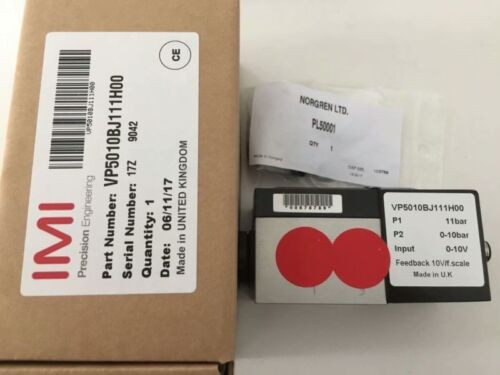 IMI
Precision Engineering
Part Number: VP5010BJ111H00
Serial Number: 17Z 9042
Quantity: 1
Date: 06/11/17
Made in UNITED KINGDOM
VP5010BJ111H00
CE
NORGREN LTD.
PL50001
QTY 1
VP5010BJ111H00
P1 11bar
P2 0-10bar
Input 0-10V
Feedback 10V/f.scale
Made in U.K